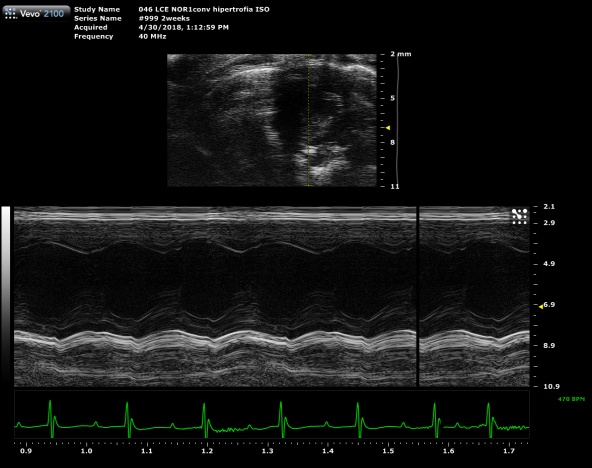 Vevo 2100
Study Name 046 LCE NOR1conv hipertrofia ISO
Series Name #999 2weeks
Acquired 4/30/2018, 1:12:59 PM
Frequency 40 MHz
2 mm
5
8
11
2.1
2.9
4.9
6.9
8.9
10.9
470 BPM
0.9 1.0 1.1 1.2 1.3 1.4 1.5 1.6 1.7